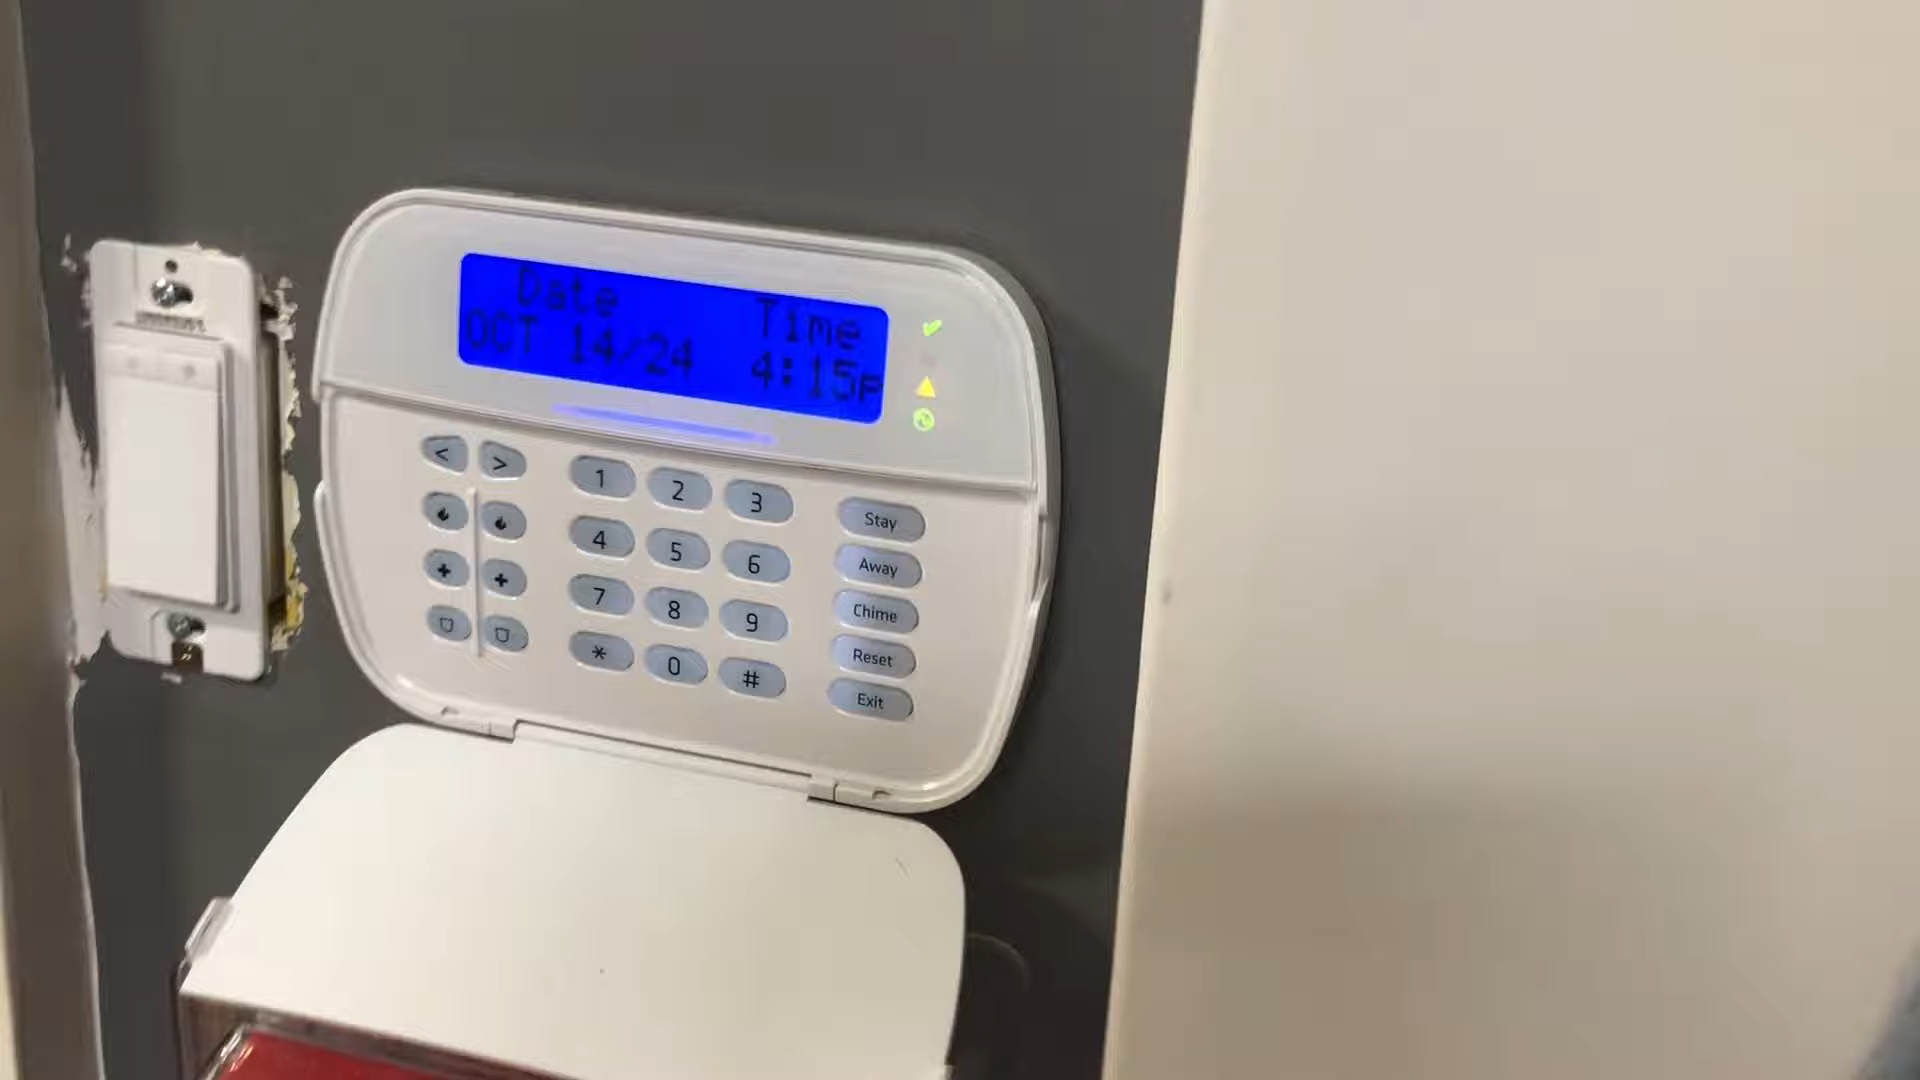 Date Time
OCT 14/24 4:15P
< >
1 2 3
4 5 6
7 8 9
* 0 #
Stay
Away
Chime
Reset
Exit